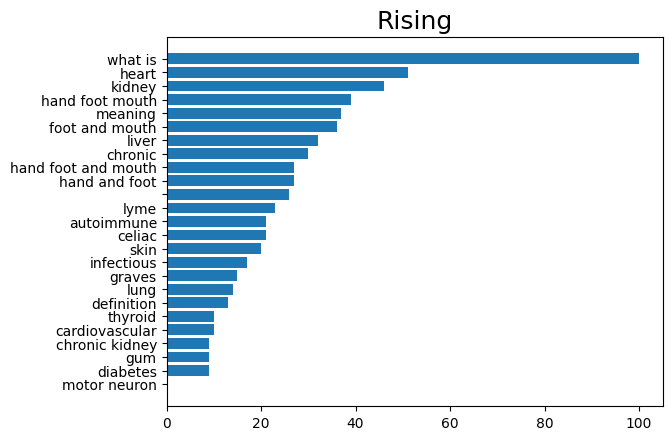 Rising
what is
heart
kidney
hand foot mouth
meaning
foot and mouth
liver
chronic
hand foot and mouth
hand and foot
lyme
autoimmune
celiac
skin
infectious
graves
lung
definition
thyroid
cardiovascular
chronic kidney
gum
diabetes
motor neuron
0 20 40 60 80 100